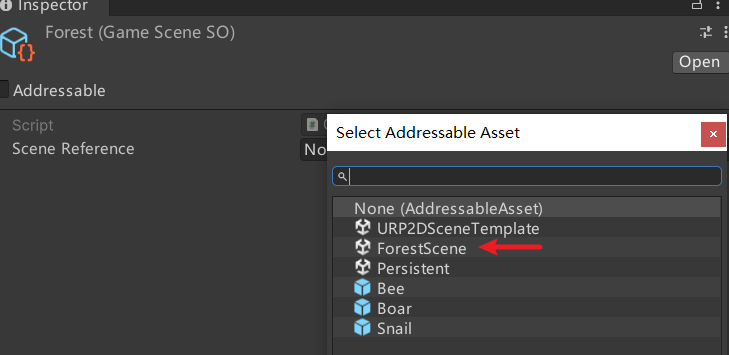 Inspector
Forest (Game Scene SO)
Open
Addressable
Script
Scene Reference
No
Select Addressable Asset
None (AddressableAsset)
URP2DSceneTemplate
ForestScene
Persistent
Bee
Boar
Snail